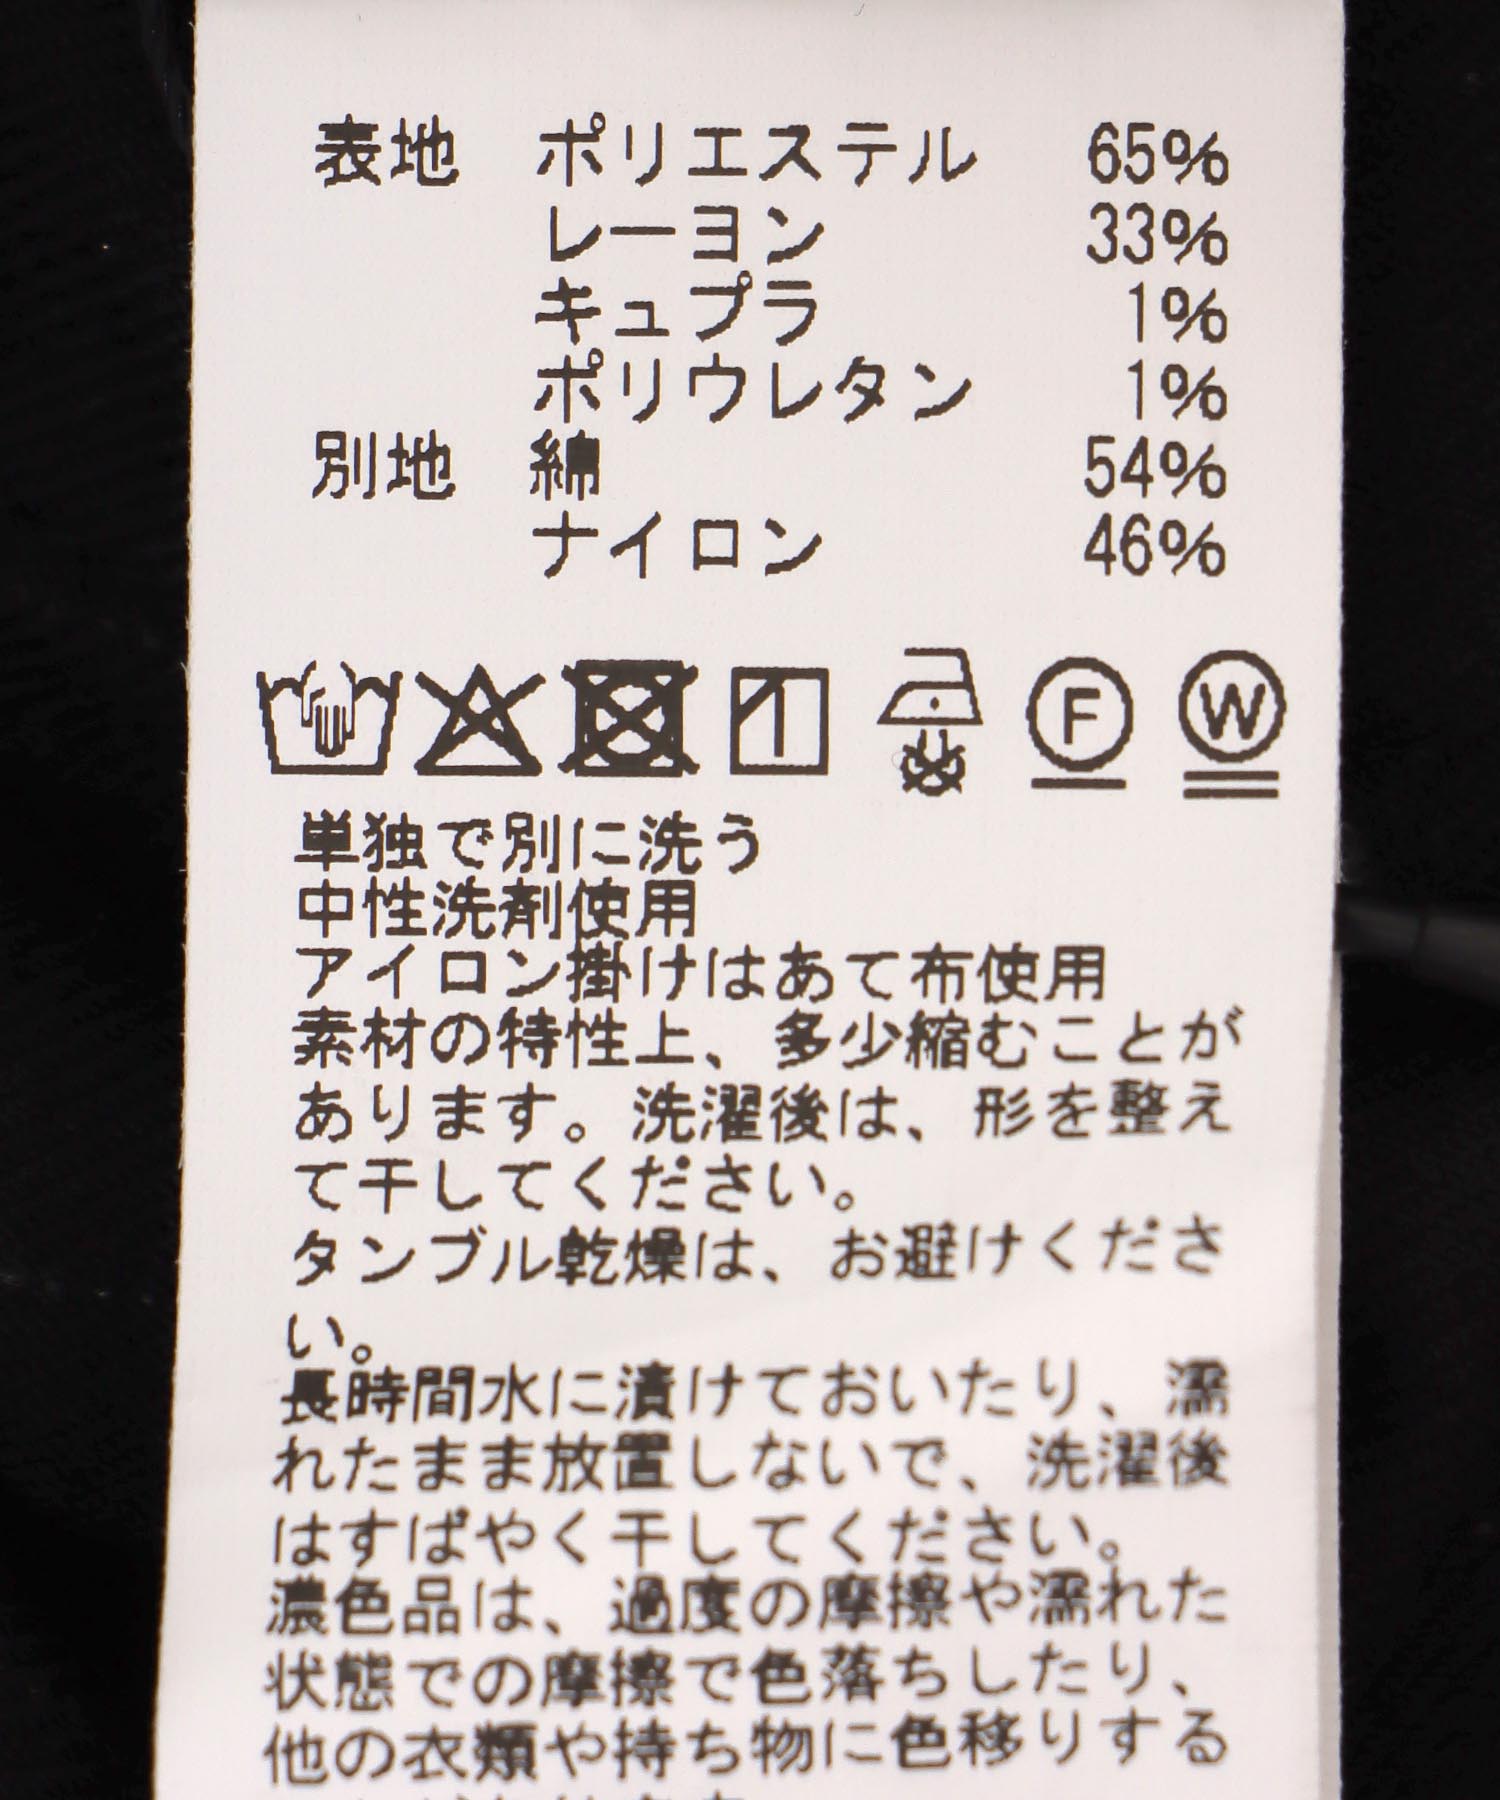 表地 ポリエステル 65%
レーヨン 33%
キュプラ 1%
ポリウレタン 1%
別地 綿 54%
ナイロン 46%
F W
単独で別に洗う
中性洗剤使用
アイロン掛けはあて布使用
素材の特性上、多少縮むことが
あります。洗濯後は、形を整え
て干してください。
タンブル乾燥は、お避けくださ
い。
長時間水に漬けておいたり、濡
れたまま放置しないで、洗濯後
はすばやく干してください。
濃色品は、過度の摩擦や濡れた
状態での摩擦で色落ちしたり、
他の衣類や持ち物に色移りする